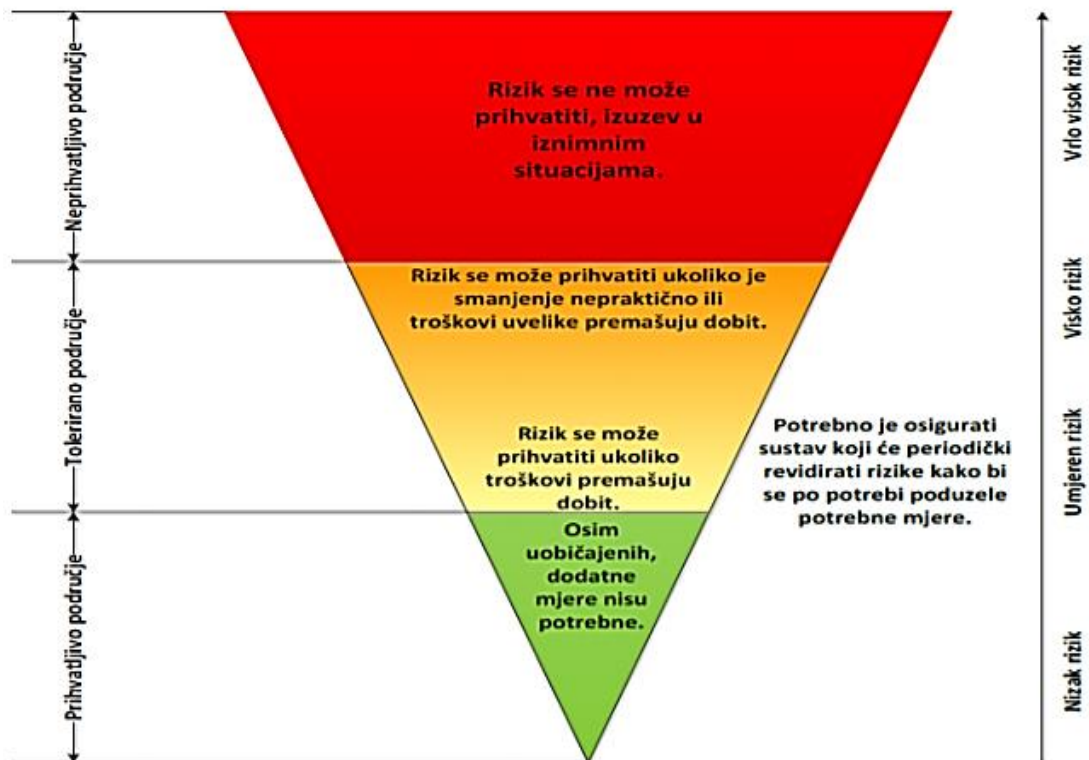 Neprihvatljivo područje
Rizik se ne može
prihvatiti, izuzev u
iznimnim
situacijama.
Vrlo visok rizik
Tolerirano područje
Rizik se može prihvatiti ukoliko je
smanjenje nepraktično ili
troškovi uvelike premašuju dobit.
Visko rizik
Rizik se može
prihvatiti ukoliko
troškovi premašuju
dobit.
Potrebno je osigurati
sustav koji će periodički
revidirati rizike kako bi
se po potrebi poduzele
potrebne mjere.
Umjeren rizik
Prihvatljivo područje
Osim
uobičajenih,
dodatne
mjere nisu
potrebne.
Nizak rizik